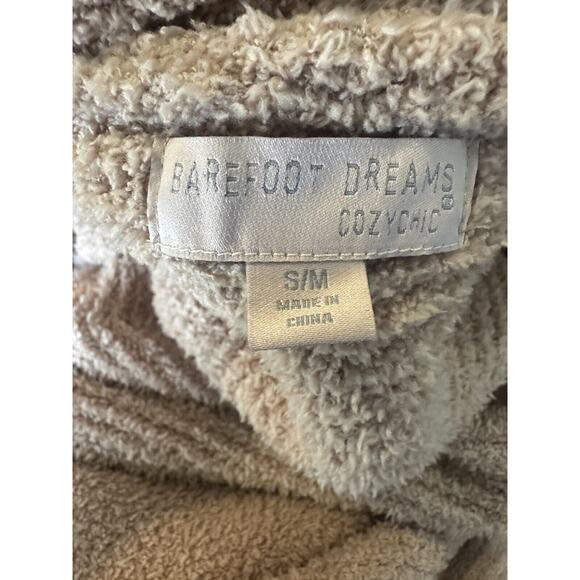 BAREFOOT DREAMS
COZYCHIC®
S/M
MADE IN
CHINA